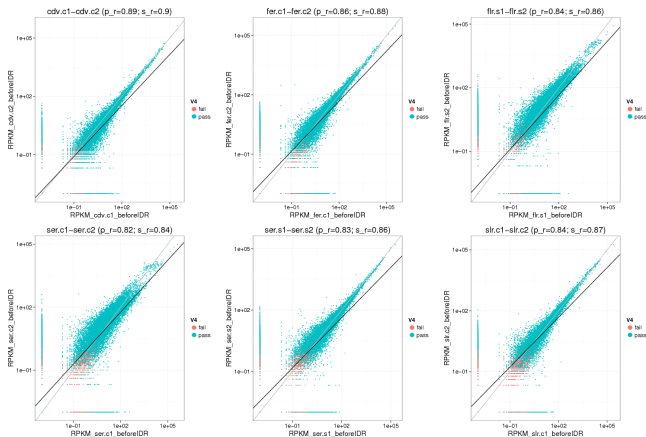 cdv.c1−cdv.c2 (p_r=0.89; s_r=0.9)
1e+05
1e+02
1e−01
RPKM_cdv.c2_beforeIDR
1e−01 1e+02 1e+05
RPKM_cdv.c1_beforeIDR
V4
fail
pass
fer.c1−fer.c2 (p_r=0.86; s_r=0.88)
1e+05
1e+02
1e−01
RPKM_fer.c2_beforeIDR
1e−01 1e+02 1e+05
RPKM_fer.c1_beforeIDR
V4
fail
pass
flr.s1−flr.s2 (p_r=0.84; s_r=0.86)
1e+05
1e+02
1e−01
RPKM_flr.s2_beforeIDR
1e−01 1e+02 1e+05
RPKM_flr.s1_beforeIDR
V4
fail
pass
ser.c1−ser.c2 (p_r=0.82; s_r=0.84)
1e+05
1e+02
1e−01
RPKM_ser.c2_beforeIDR
1e−01 1e+02 1e+05
RPKM_ser.c1_beforeIDR
V4
fail
pass
ser.s1−ser.s2 (p_r=0.83; s_r=0.86)
1e+05
1e+02
1e−01
RPKM_ser.s2_beforeIDR
1e−01 1e+02 1e+05
RPKM_ser.s1_beforeIDR
V4
fail
pass
slr.c1−slr.c2 (p_r=0.84; s_r=0.87)
1e+05
1e+02
1e−01
RPKM_slr.c2_beforeIDR
1e−01 1e+02 1e+05
RPKM_slr.c1_beforeIDR
V4
fail
pass